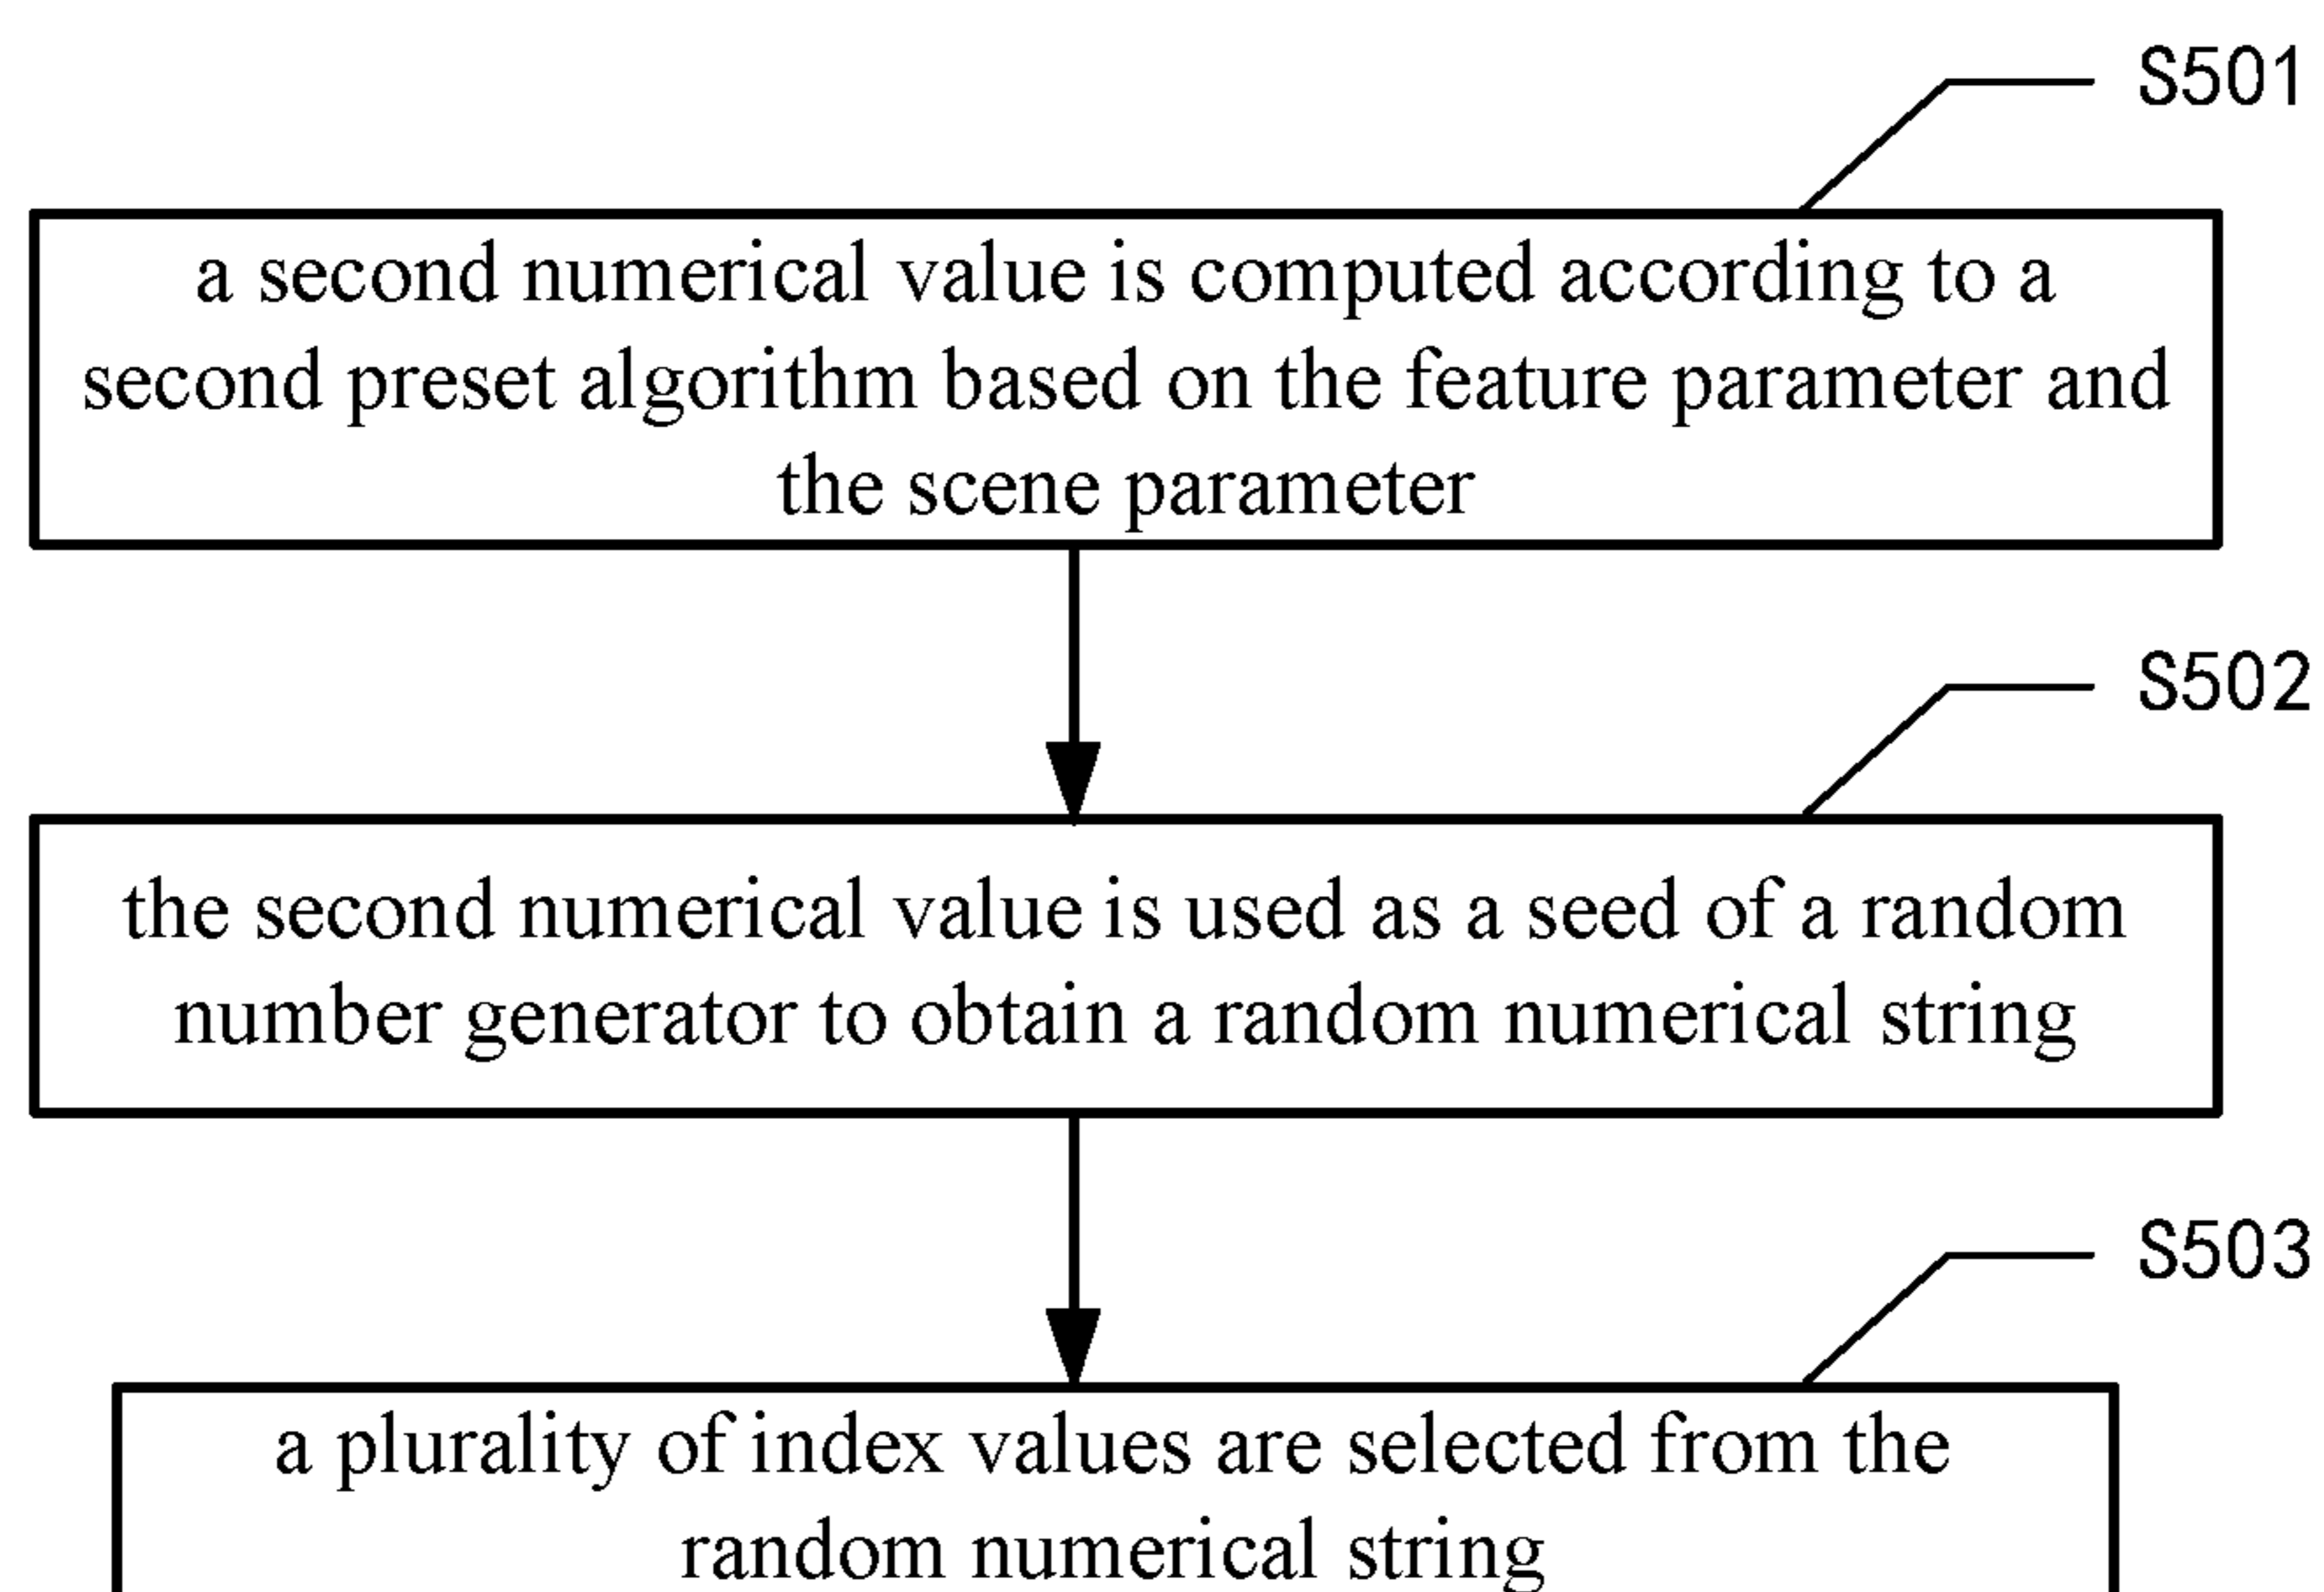 S501
a second numerical value is computed according to a
second preset algorithm based on the feature parameter and
the scene parameter
S502
the second numerical value is used as a seed of a random
number generator to obtain a random numerical string
S503
a plurality of index values are selected from the
random numerical string